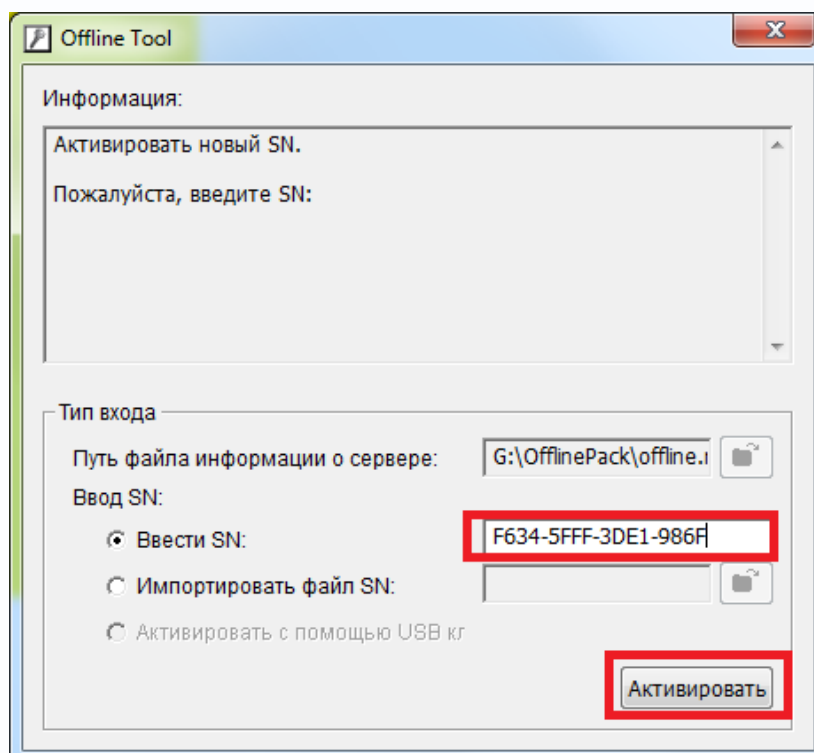 Offline Tool
Информация:
Активировать новый SN.
Пожалуйста, введите SN:
Тип входа
Путь файла информации о сервере: G:\OfflinePack\offline.
Ввод SN:
Ввести SN: F634-5FFF-3DE1-986F
Импортировать файл SN:
Активировать с помощью USB кг
Активировать